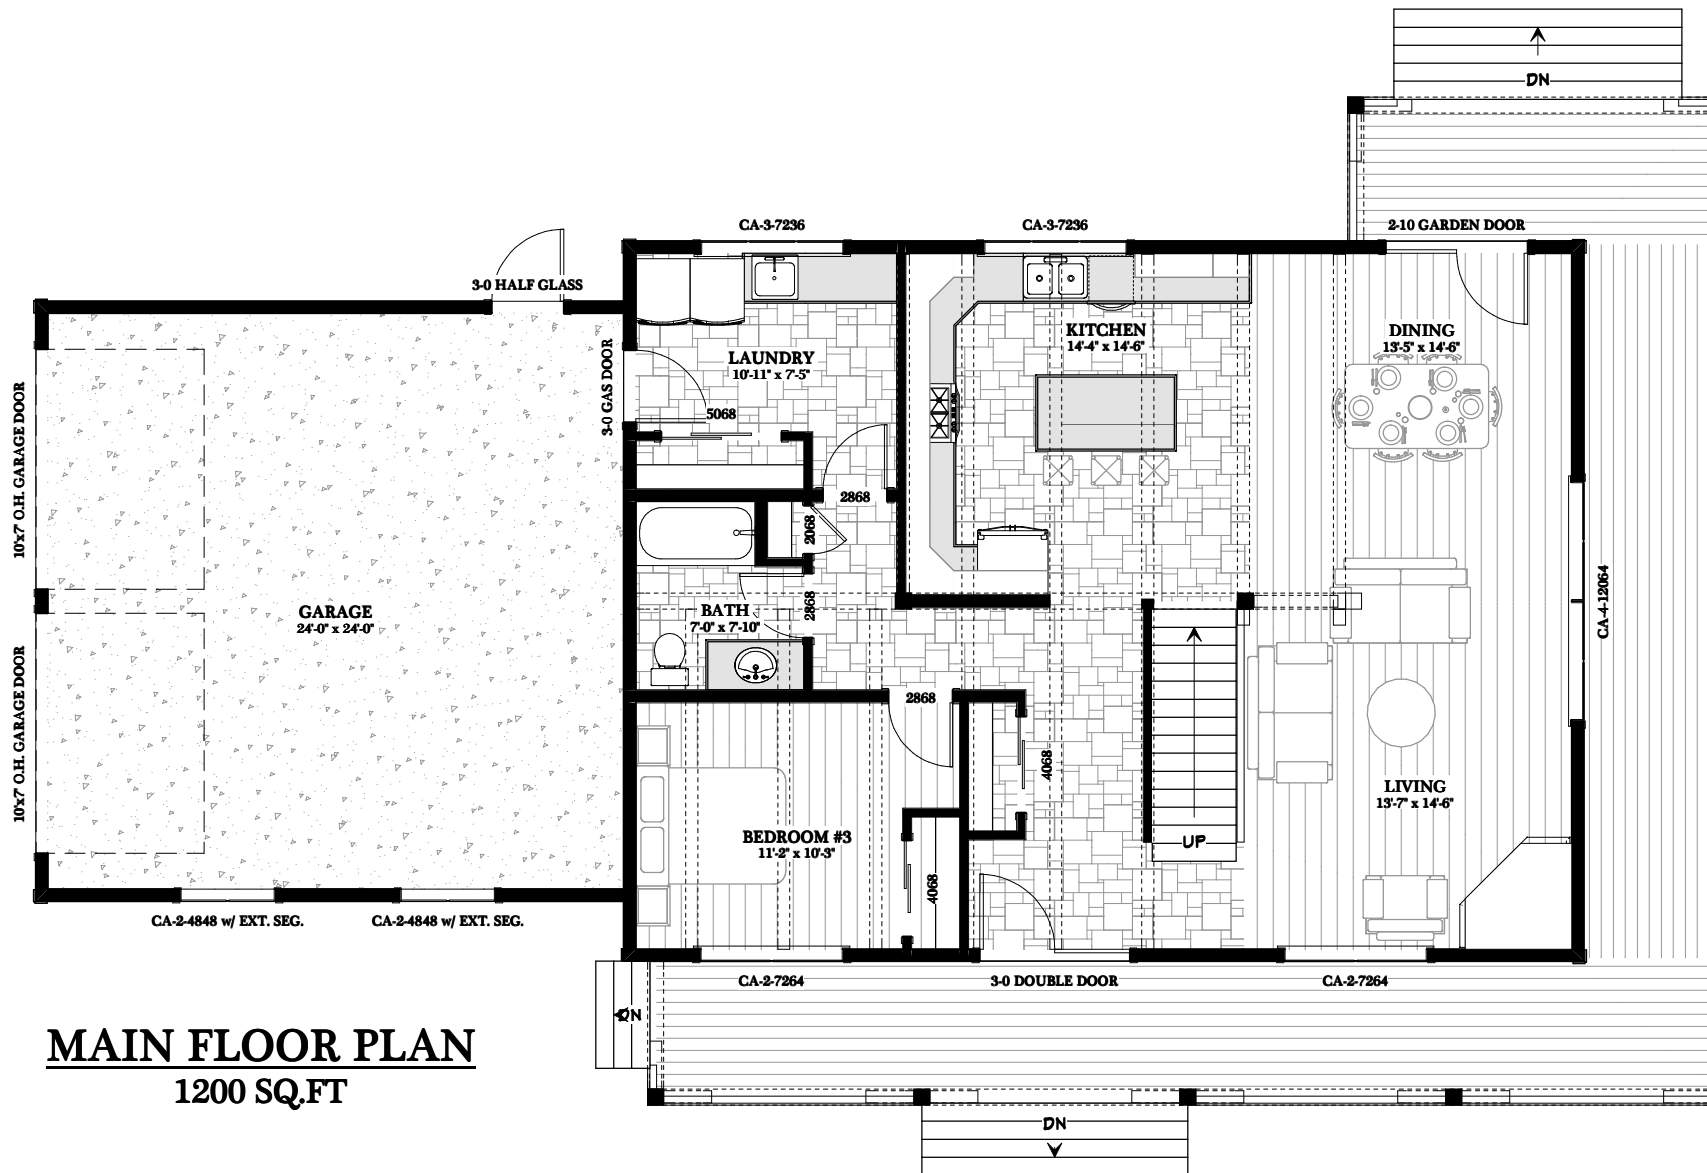 DN
CA-3-7236
CA-3-7236
2-10 GARDEN DOOR
3-0 HALF GLASS
KITCHEN
14'-4" x 14'-6"
DINING
13'-5" x 14'-6"
LAUNDRY
10'-11" x 7'-5"
3-0 GAS DOOR
5068
10'x7' O.H. GARAGE DOOR
2868
2068
GARAGE
24'-0" x 24'-0"
BATH
7'-0" x 7'-10"
2868
CA-4-12064
10'x7' O.H. GARAGE DOOR
2868
4068
LIVING
13'-7" x 14'-6"
BEDROOM #3
11'-2" x 10'-3"
UP
4068
CA-2-4848 w/ EXT. SEG.
CA-2-4848 w/ EXT. SEG.
CA-2-7264
3-0 DOUBLE DOOR
CA-2-7264
DN
MAIN FLOOR PLAN
1200 SQ.FT
DN